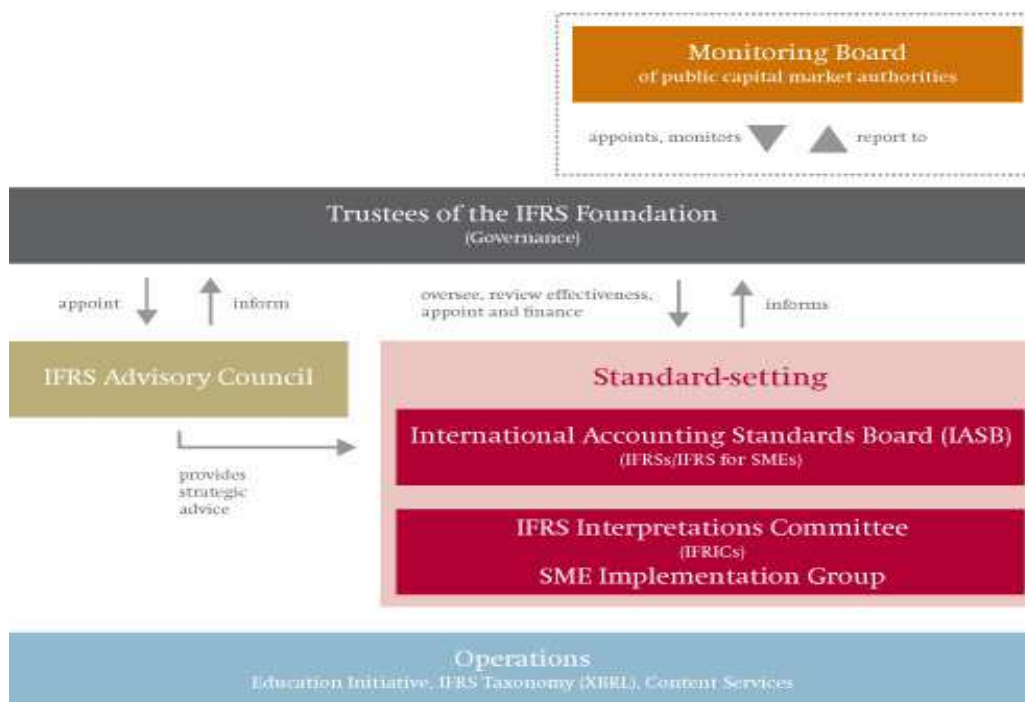 Monitoring Board
of public capital market authorities
appoints, monitors
report to
Trustees of the IFRS Foundation
(Governance)
appoint
inform
oversee, review effectiveness,
appoint and finance
informs
IFRS Advisory Council
Standard-setting
International Accounting Standards Board (IASB)
(IFRSs/IFRS for SMEs)
provides
strategic
advice
IFRS Interpretations Committee
(IFRICs)
SME Implementation Group
Operations
Education Initiative, IFRS Taxonomy (XBRL), Content Services